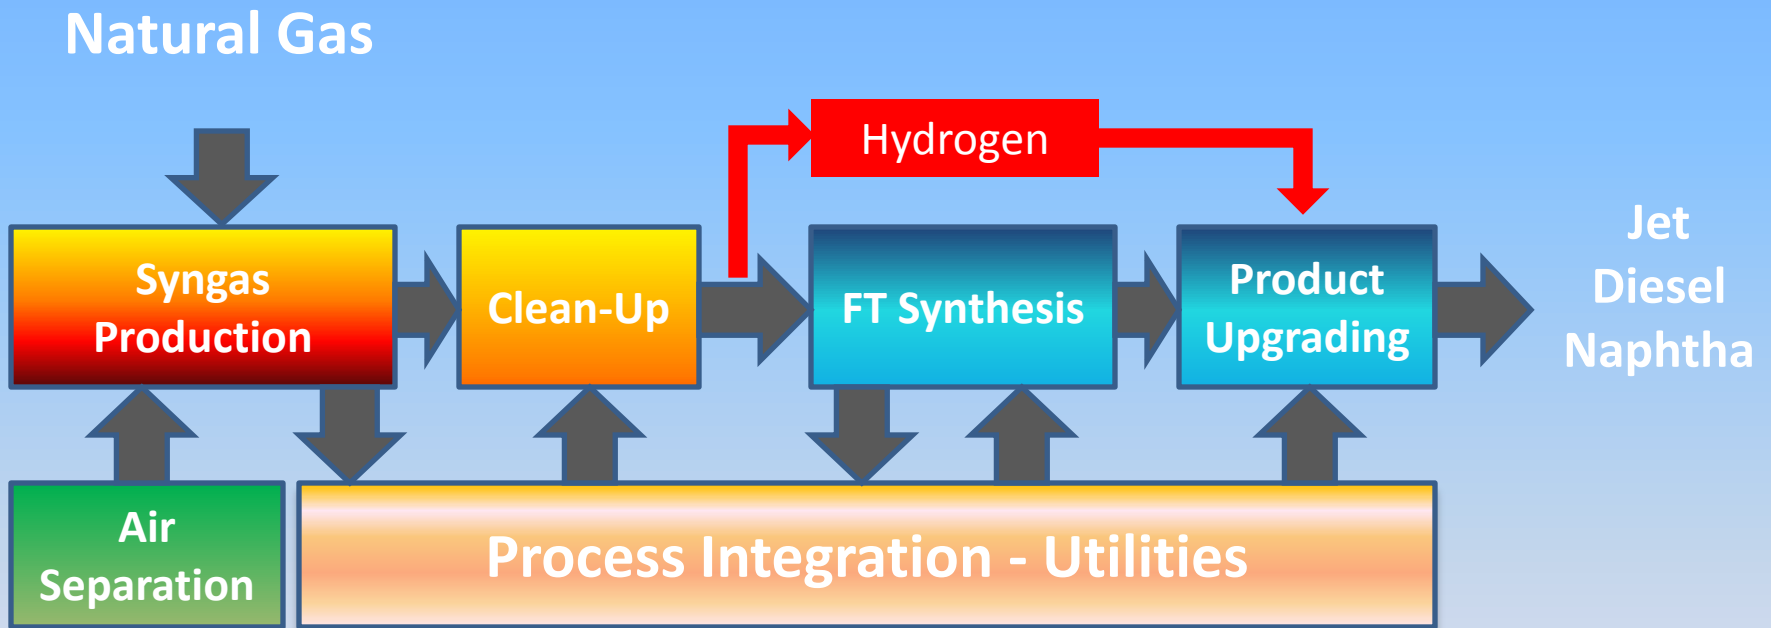 Natural Gas
Hydrogen
Syngas
Production
Clean-Up
FT Synthesis
Product
Upgrading
Jet
Diesel
Naphtha
Air
Separation
Process Integration - Utilities